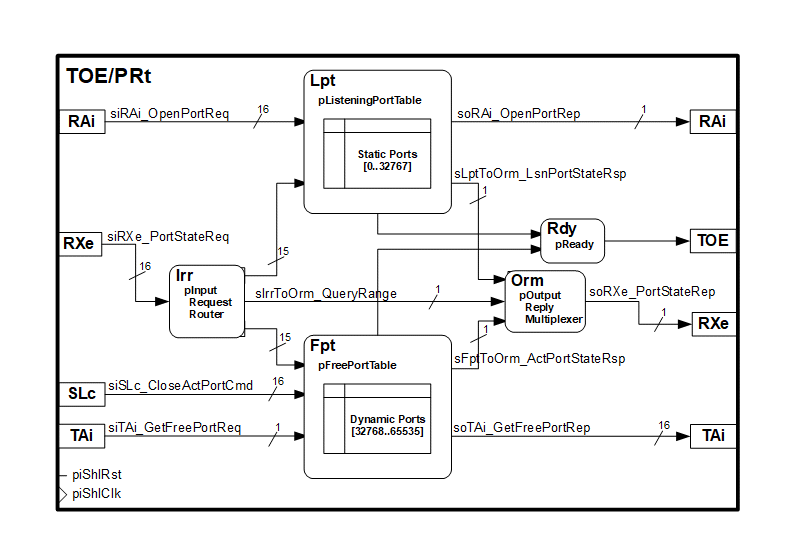 TOE/PRt
Lpt
pListeningPortTable
Static Ports
[0..32767]
RAi
siRAi_OpenPortReq
16
soRAi_OpenPortRep
1
RAi
sLptToOrm_LsnPortStateRsp
1
RXe
siRXe_PortStateReq
16
15
Rdy
pReady
TOE
Irr
pInput
Request
Router
sIrrToOrm_QueryRange
1
Orm
pOutput
Reply
Multiplexer
soRXe_PortStateRep
1
RXe
15
Fpt
pFreePortTable
1
sFptToOrm_ActPortStateRsp
SLc
siSLc_CloseActPortCmd
16
Dynamic Ports
[32768..65535]
TAi
siTAi_GetFreePortReq
1
soTAi_GetFreePortRep
16
TAi
piShlRst
piShlClk